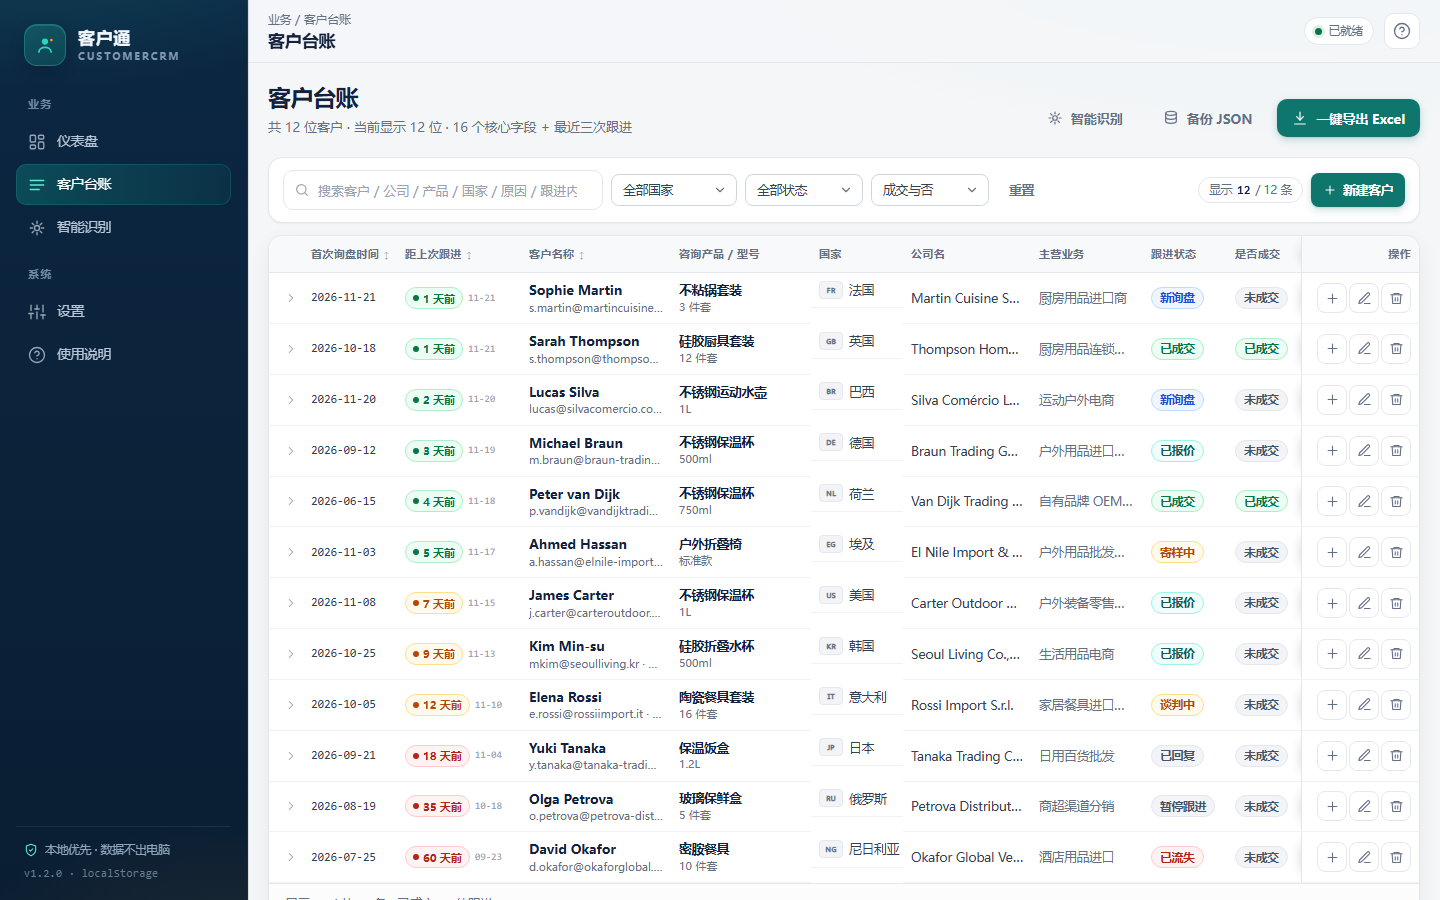 客户通
CUSTOMERCRM
业务
仪表盘
客户台账
智能识别
系统
设置
使用说明
本地优先 · 数据不出电脑
v1.2.0 · localStorage
业务 / 客户台账
客户台账
已就绪
客户台账
共 12 位客户 · 当前显示 12 位 · 16 个核心字段 + 最近三次跟进
智能识别
备份 JSON
一键导出 Excel
搜索客户 / 公司 / 产品 / 国家 / 原因 / 跟进内
全部国家
全部状态
成交与否
重置
显示 12 / 12 条
新建客户
首次询盘时间 ↕ 距上次跟进 ↕ 客户名称 ↕ 咨询产品 / 型号 国家 公司名 主营业务 跟进状态 是否成交 操作
2026-11-21 1 天前 11-21 Sophie Martin 不粘锅套装 FR 法国 Martin Cuisine S... 厨房用品进口商 新询盘 未成交
s.martin@martincuisine... 3 件套
2026-10-18 1 天前 11-21 Sarah Thompson 硅胶厨具套装 GB 英国 Thompson Hom... 厨房用品连锁... 已成交 已成交
s.thompson@thompso... 12 件套
2026-11-20 2 天前 11-20 Lucas Silva 不锈钢运动水壶 BR 巴西 Silva Comércio L... 运动户外电商 新询盘 未成交
lucas@silvacomercio.co... 1L
2026-09-12 3 天前 11-19 Michael Braun 不锈钢保温杯 DE 德国 Braun Trading G... 户外用品进口... 已报价 未成交
m.braun@braun-tradin... 500ml
2026-06-15 4 天前 11-18 Peter van Dijk 不锈钢保温杯 NL 荷兰 Van Dijk Trading ... 自有品牌 OEM... 已成交 已成交
p.vandijk@vandijktradi... 750ml
2026-11-03 5 天前 11-17 Ahmed Hassan 户外折叠椅 EG 埃及 El Nile Import & ... 户外用品批发... 寄样中 未成交
a.hassan@elnile-import... 标准款
2026-11-08 7 天前 11-15 James Carter 不锈钢保温杯 US 美国 Carter Outdoor ... 户外装备零售... 已报价 未成交
j.carter@carteroutdoor.... 1L
2026-10-25 9 天前 11-13 Kim Min-su 硅胶折叠水杯 KR 韩国 Seoul Living Co.,... 生活用品电商 已报价 未成交
mkim@seoulliving.kr · ... 500ml
2026-10-05 12 天前 11-10 Elena Rossi 陶瓷餐具套装 IT 意大利 Rossi Import S.r.l. 家居餐具进口... 谈判中 未成交
e.rossi@rossiimport.it · ... 16 件套
2026-09-21 18 天前 11-04 Yuki Tanaka 保温饭盒 JP 日本 Tanaka Trading C... 日用百货批发 已回复 未成交
y.tanaka@tanaka-tradi... 1.2L
2026-08-19 35 天前 10-18 Olga Petrova 玻璃保鲜盒 RU 俄罗斯 Petrova Distribut... 商超渠道分销 暂停跟进 未成交
o.petrova@petrova-dist... 5 件套
2026-07-25 60 天前 09-23 David Okafor 密胺餐具 NG 尼日利亚 Okafor Global Ve... 酒店用品进口 已流失 未成交
d.okafor@okaforglobal.... 10 件套